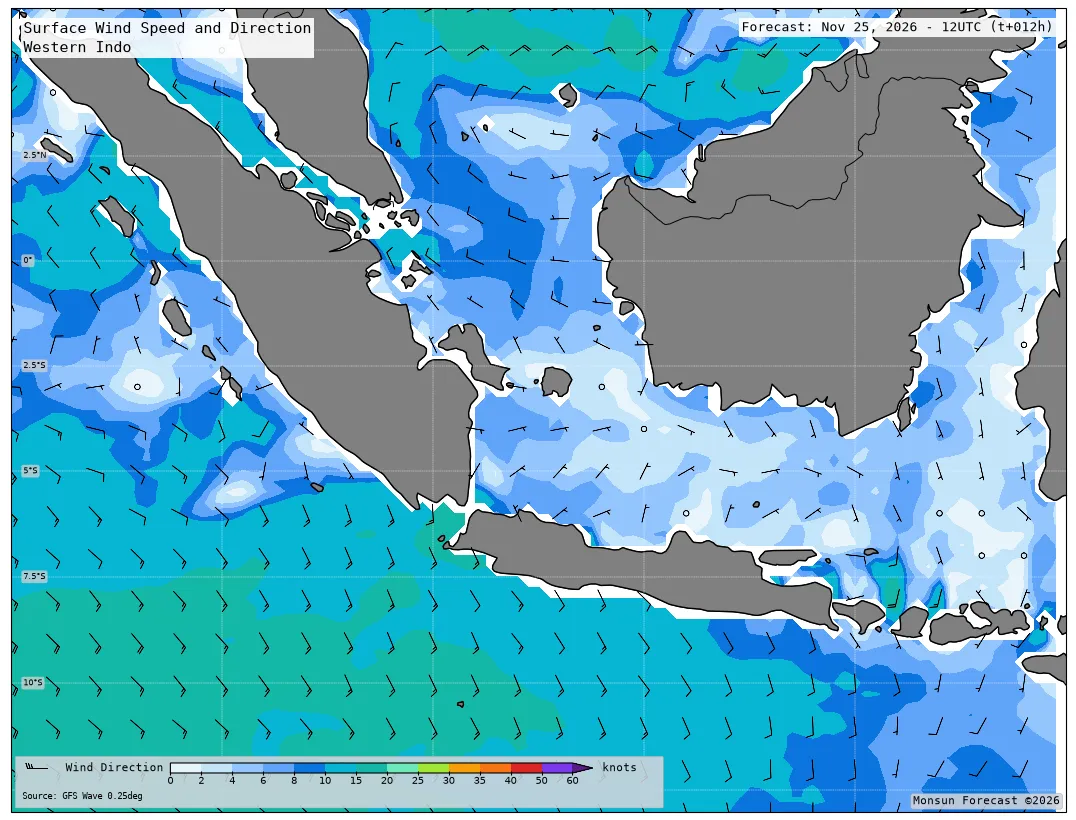 Surface Wind Speed and Direction
Western Indo
Forecast: Nov 25, 2026 - 12UTC (t+012h)
2.5°N
0°
2.5°S
5°S
7.5°S
10°S
Wind Direction
0 2 4 6 8 10 15 20 25 30 35 40 50 60
knots
Source: GFS Wave 0.25deg
Monsun Forecast ©2026